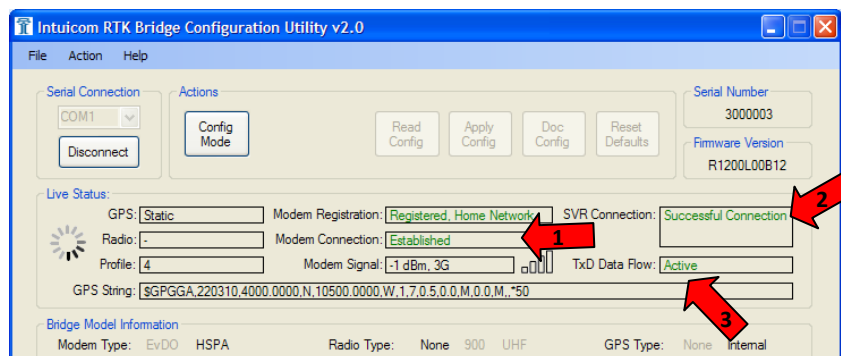 Intuicom RTK Bridge Configuration Utility v2.0
File Action Help
Serial Connection Actions Serial Number
COM1 Config Mode Read Config Apply Config Doc Config Reset Defaults 3000003
Disconnect Firmware Version
R1200L00B12
Live Status:
GPS: Static Modem Registration: Registered, Home Network SVR Connection: Successful Connection 2
Radio: - Modem Connection: Established 1
Profile: 4 Modem Signal: -1 dBm, 3G TxD Data Flow: Active
GPS String: $GPGGA,220310,4000.0000,N,10500.0000,W,1,7,0.5,0.0,M,0.0,M,,*50 3
Bridge Model Information
Modem Type: EvDO HSPA Radio Type: None 900 UHF GPS Type: None Internal